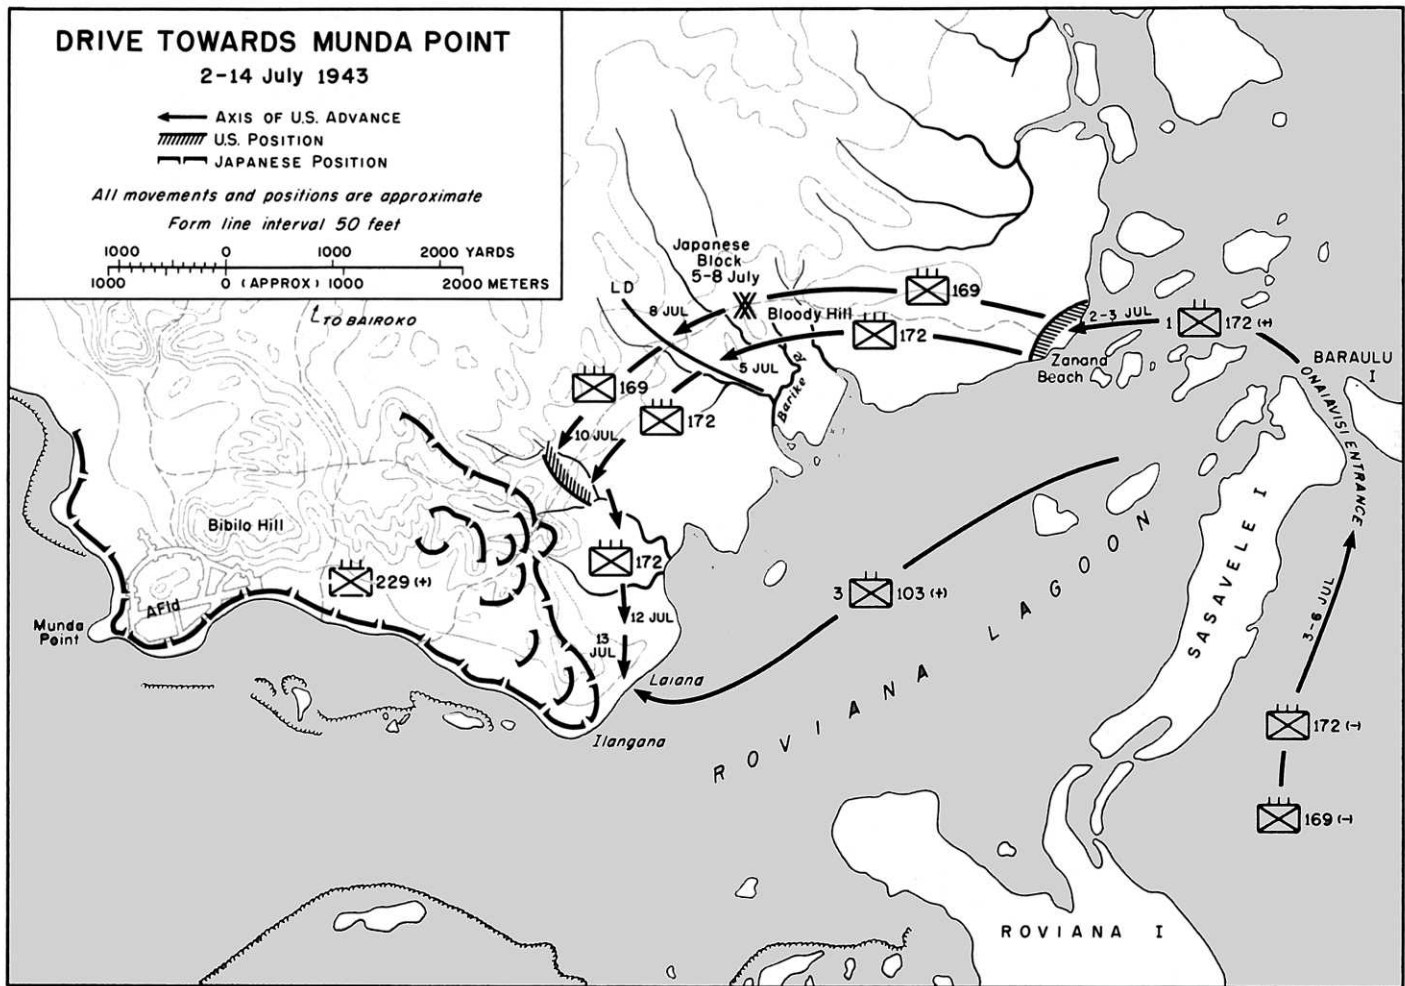 DRIVE TOWARDS MUNDA POINT
2-14 July 1943
AXIS OF U.S. ADVANCE
U.S. POSITION
JAPANESE POSITION
All movements and positions are approximate
Form line interval 50 feet
1000 0 1000 2000 YARDS
1000 0 (APPROX) 1000 2000 METERS
TO BAIROKO
Japanese
Block
5-8 July
LD
8 JUL
Bloody Hill
169
172
5 JUL
Barike R
2-3 JUL
1 172 (+)
Zanana
Beach
BARAULU
I
ONAIAVISI ENTRANCE
169
172
10 JUL
Bibilo Hill
229 (+)
AFld
Munda
Point
172
12 JUL
13
JUL
Laiana
Ilangana
3 103 (+)
ROVIANA LAGOON
SASAVELE I
3-6 JUL
172 (-)
169 (-)
ROVIANA I